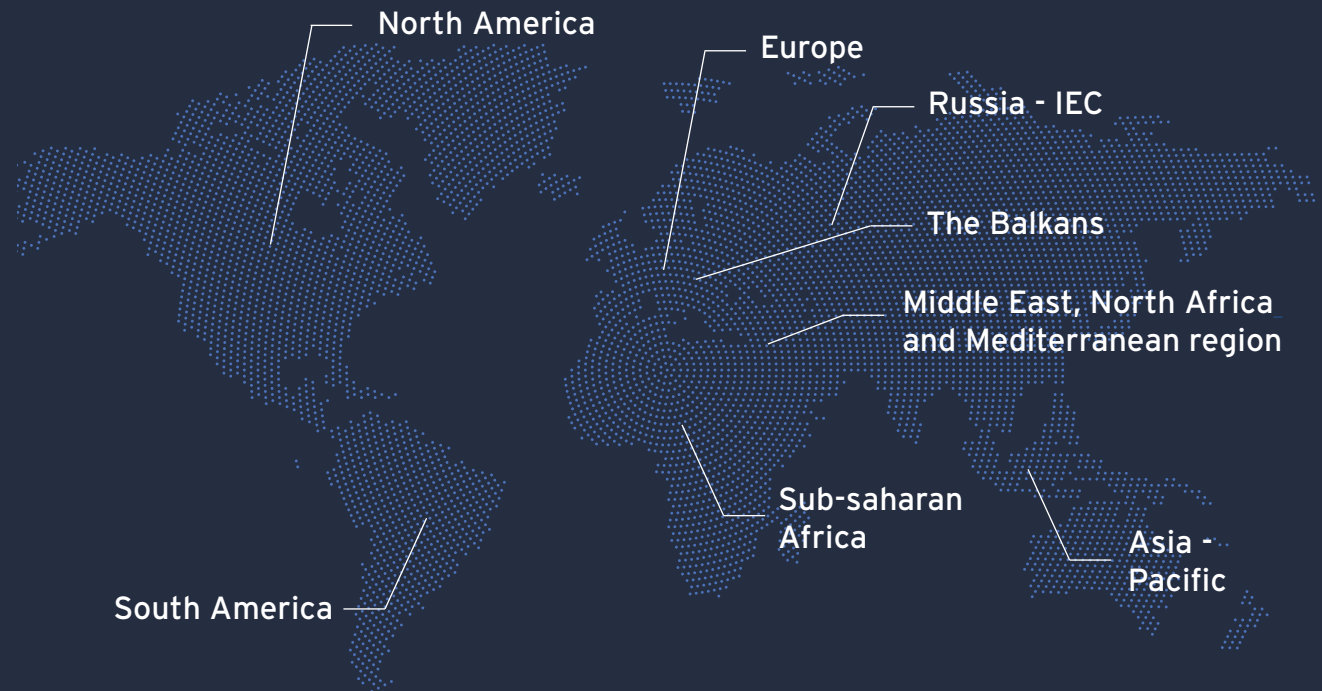 North America
Europe
Russia - IEC
The Balkans
Middle East, North Africa
and Mediterranean region
Sub-saharan
Africa
Asia -
Pacific
South America